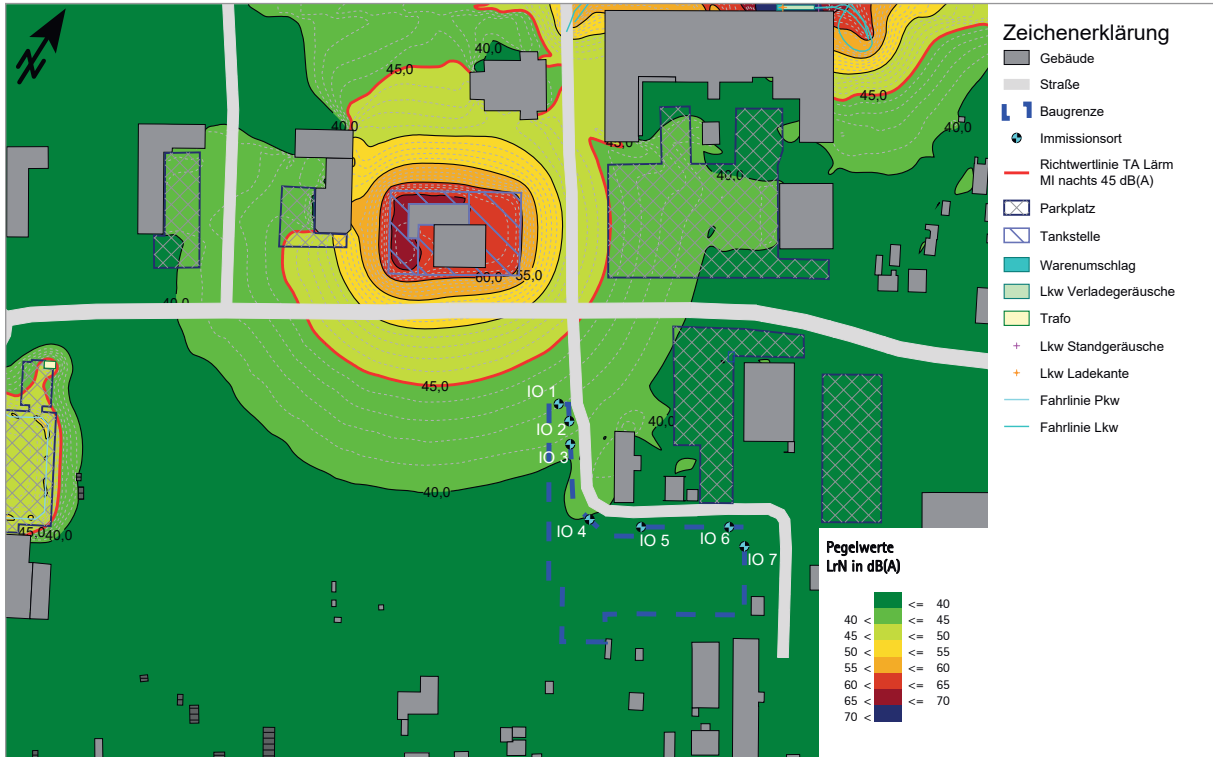 40,0
45,0
40,0
40,0
40,0
45,0
40,0
45,0
40,0
60,0
55,0
45,0
40,0
40,0
45,0
40,0
IO 1
IO 2
IO 3
IO 4
IO 5
IO 6
IO 7
Zeichenerklärung
Gebäude
Straße
Baugrenze
Immissionsort
Richtwertlinie TA Lärm
MI nachts 45 dB(A)
Parkplatz
Tankstelle
Warenumschlag
Lkw Verladegeräusche
Trafo
Lkw Standgeräusche
Lkw Ladekante
Fahrlinie Pkw
Fahrlinie Lkw
Pegelwerte
LrN in dB(A)
<= 40
40 < <= 45
45 < <= 50
50 < <= 55
55 < <= 60
60 < <= 65
65 < <= 70
70 <